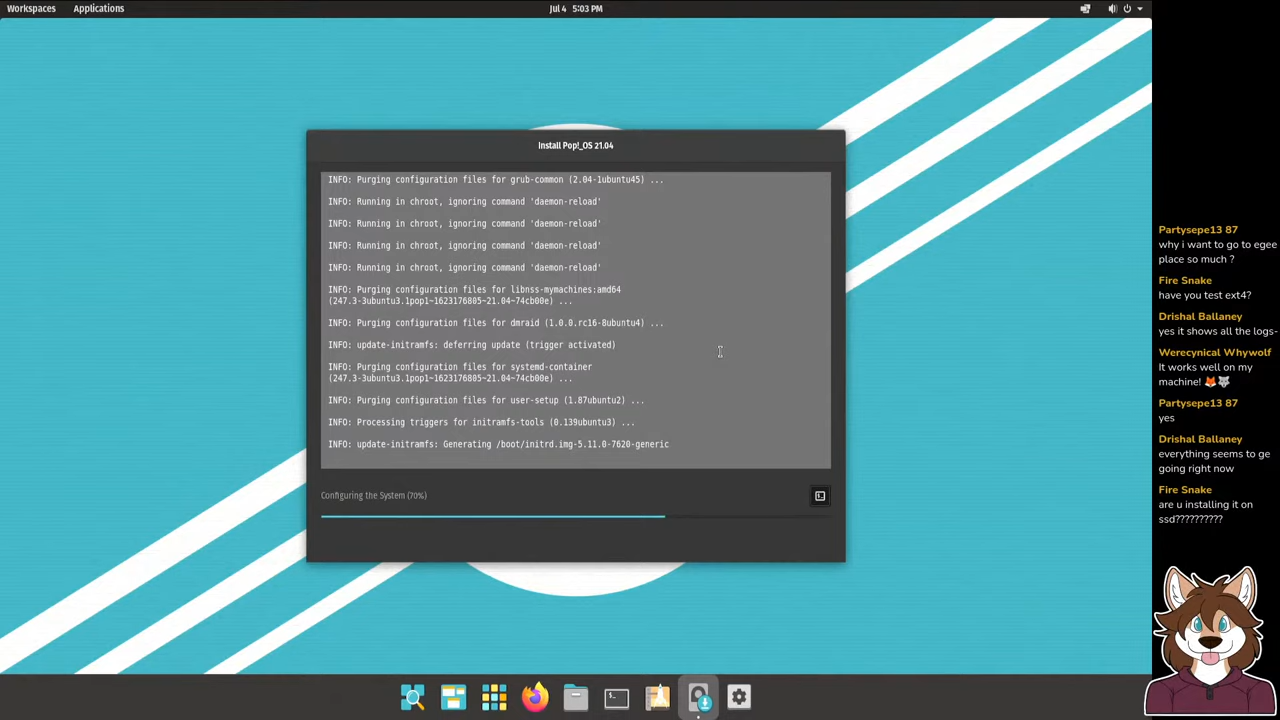 Workspaces Applications Jul 4 5:03 PM
Install Pop!_OS 21.04
INFO: Purging configuration files for grub-common (2.04-1ubuntu45) ...
INFO: Running in chroot, ignoring command 'daemon-reload'
INFO: Running in chroot, ignoring command 'daemon-reload'
INFO: Running in chroot, ignoring command 'daemon-reload'
INFO: Running in chroot, ignoring command 'daemon-reload'
INFO: Purging configuration files for libnss-mymachines:amd64
(247.3-3ubuntu3.1pop1~1623176805~21.04~74cb00e) ...
INFO: Purging configuration files for dmraid (1.0.0.rc16-8ubuntu4) ...
INFO: update-initramfs: deferring update (trigger activated)
INFO: Purging configuration files for systemd-container
(247.3-3ubuntu3.1pop1~1623176805~21.04~74cb00e) ...
INFO: Purging configuration files for user-setup (1.87ubuntu2) ...
INFO: Processing triggers for initramfs-tools (0.139ubuntu3) ...
INFO: update-initramfs: Generating /boot/initrd.img-5.11.0-7620-generic
Configuring the System (70%)
Partysepe13 87
why i want to go to egee
place so much ?
Fire Snake
have you test ext4?
Drishal Ballaney
yes it shows all the logs-
Werecynical Whywolf
It works well on my
machine! 🦊🐺
Partysepe13 87
yes
Drishal Ballaney
everything seems to ge
going right now
Fire Snake
are u installing it on
ssd??????????